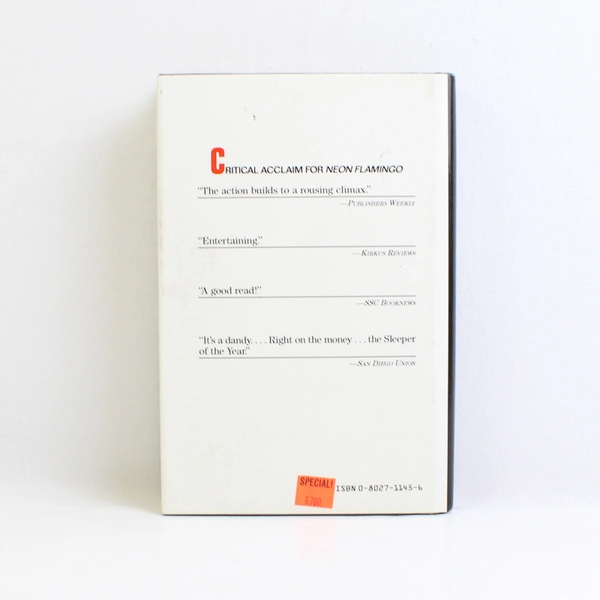 CRITICAL ACCLAIM FOR NEON FLAMINGO
“The action builds to a rousing climax.”
—PUBLISHERS WEEKLY
“Entertaining.”
—KIRKUS REVIEWS
“A good read!”
—SSC BOOKNEWS
“It's a dandy. . . . Right on the money . . . the Sleeper
of the Year.”
—SAN DIEGO UNION
SPECIAL!
ISBN 0-8027-1145-6